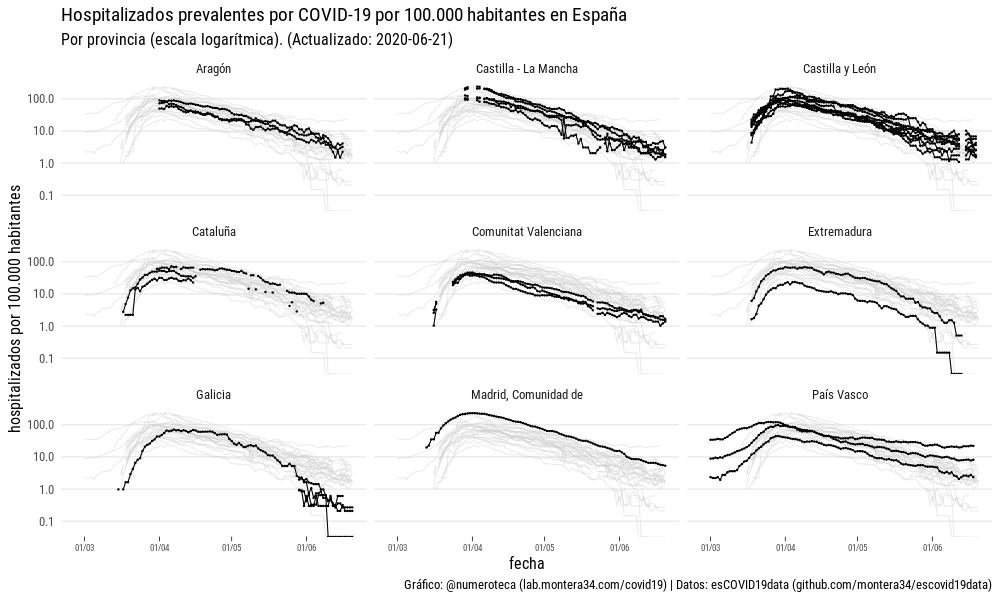 Hospitalizados prevalentes por COVID-19 por 100.000 habitantes en España
Por provincia (escala logarítmica). (Actualizado: 2020-06-21)
Aragón
Castilla - La Mancha
Castilla y León
100.0
10.0
1.0
0.1
Cataluña
Comunitat Valenciana
Extremadura
100.0
10.0
1.0
0.1
Galicia
Madrid, Comunidad de
País Vasco
100.0
10.0
1.0
0.1
hospitalizados por 100.000 habitantes
01/03 01/04 01/05 01/06
01/03 01/04 01/05 01/06
01/03 01/04 01/05 01/06
fecha
Gráfico: @numeroteca (lab.montera34.com/covid19) | Datos: esCOVID19data (github.com/montera34/escovid19data)